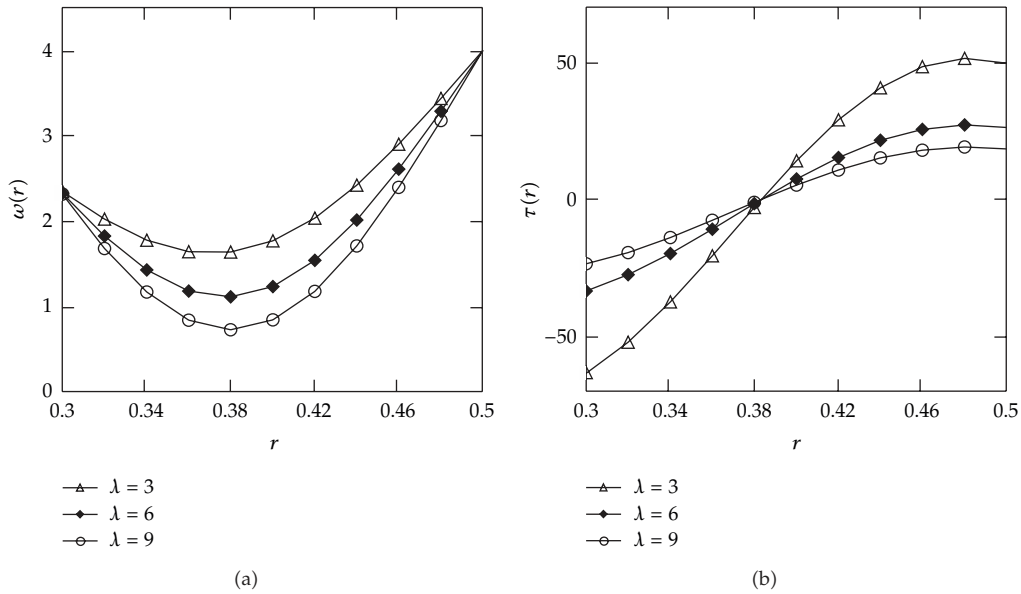 4
3
2
1
0
ω(r)
0.3 0.34 0.38 0.42 0.46 0.5
r
λ = 3
λ = 6
λ = 9
(a)
50
0
−50
τ(r)
0.3 0.34 0.38 0.42 0.46 0.5
r
λ = 3
λ = 6
λ = 9
(b)